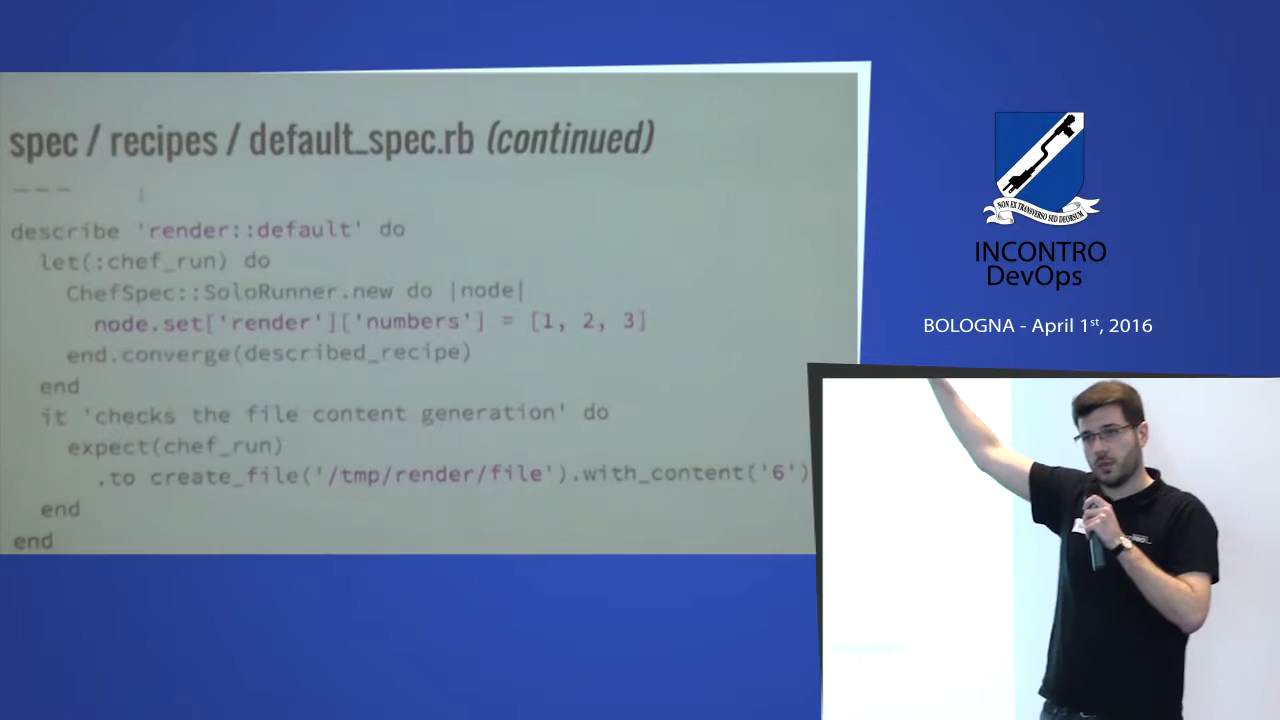 spec / recipes / default_spec.rb (continued)
---
describe 'render::default' do
let(:chef_run) do
ChefSpec::SoloRunner.new do |node|
node.set['render']['numbers'] = [1, 2, 3]
end.converge(described_recipe)
end
it 'checks the file content generation' do
expect(chef_run)
.to create_file('/tmp/render/file').with_content('6')
end
end
NON EX TRANSVERSO SED DEORSUM
INCONTRO
DevOps
BOLOGNA - April 1st, 2016